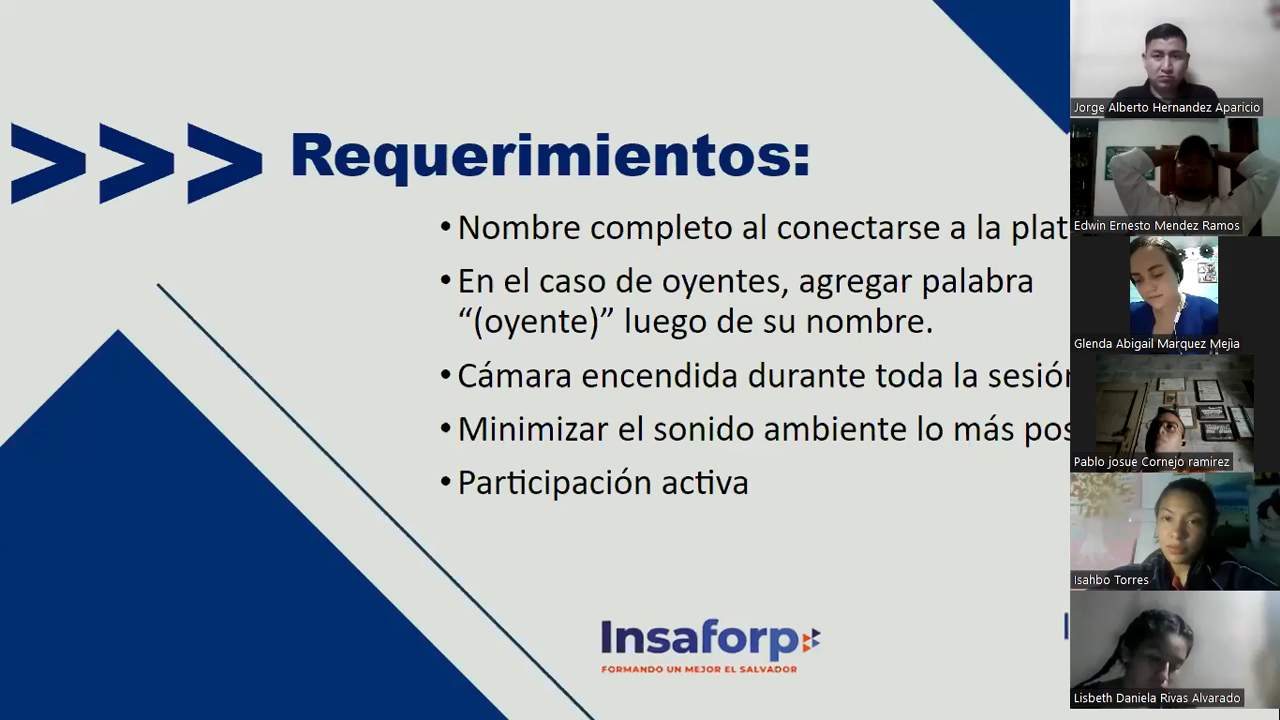 >>> Requerimientos:
• Nombre completo al conectarse a la plat
• En el caso de oyentes, agregar palabra
“(oyente)” luego de su nombre.
• Cámara encendida durante toda la sesión
• Minimizar el sonido ambiente lo más pos
• Participación activa
Insaforp
FORMANDO UN MEJOR EL SALVADOR
Jorge Alberto Hernandez Aparicio
Edwin Ernesto Mendez Ramos
Glenda Abigail Marquez Mejìa
Pablo josue Cornejo ramirez
Isahbo Torres
Lisbeth Daniela Rivas Alvarado